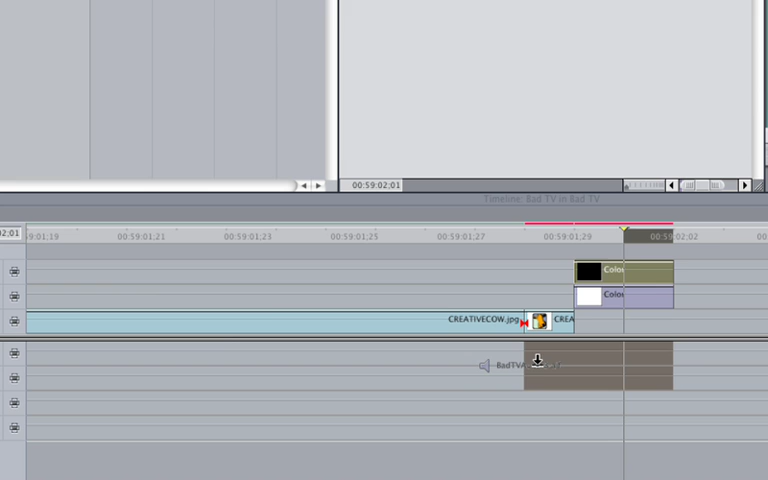 00:59:02;01
Timeline: Bad TV in Bad TV
02;01
9:01;19
00:59:01;21
00:59:01;23
00:59:01;25
00:59:01;27
00:59:01;29
00:59:02;02
00
Colo
Colo
CREATIVECOW.jpg
CREA
BadTVA